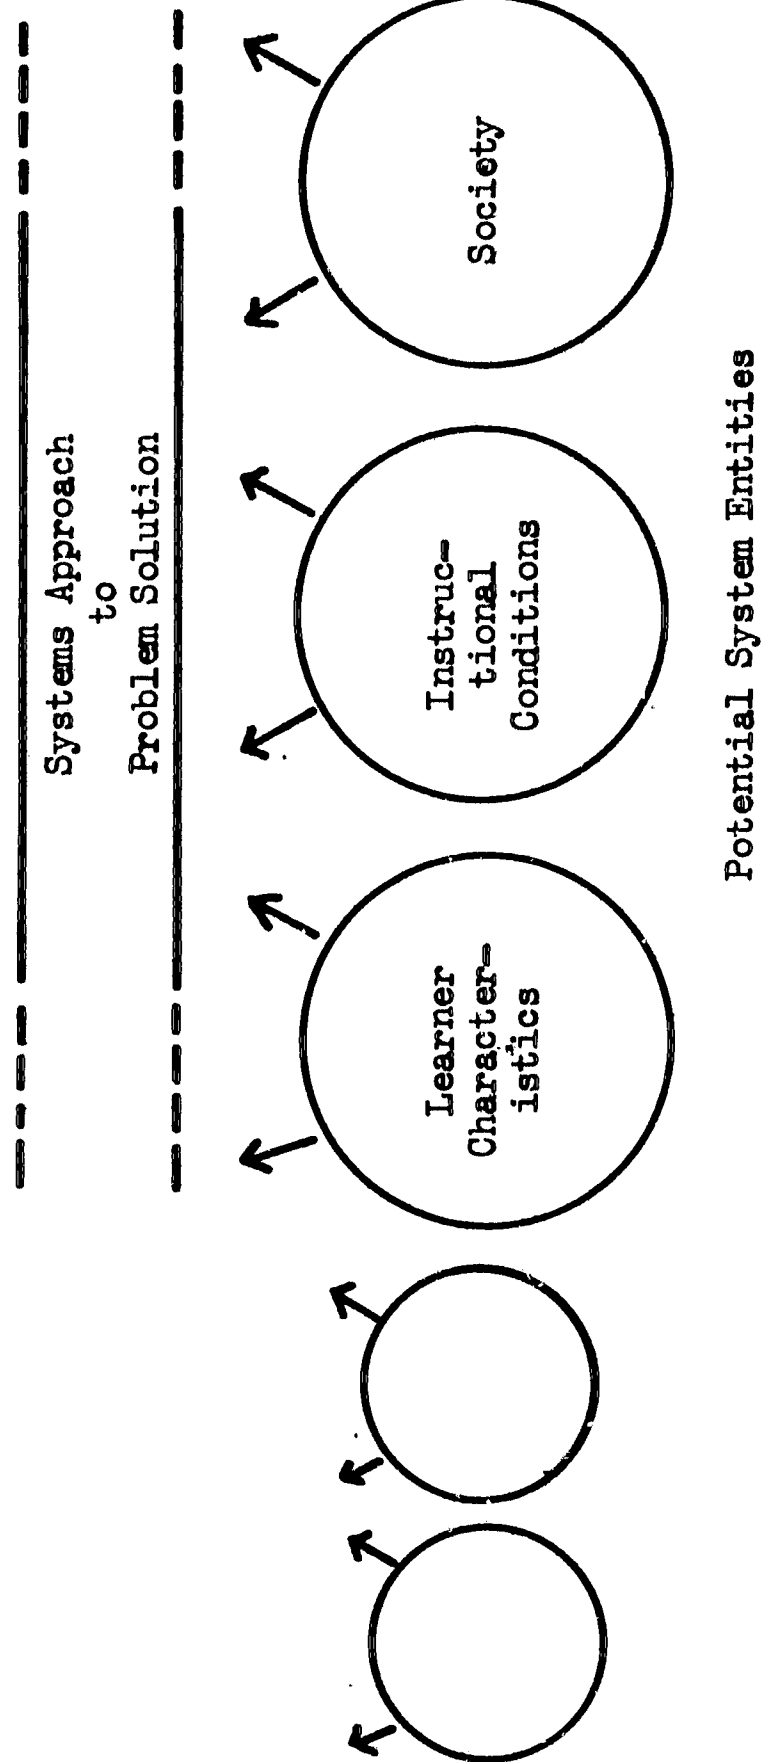 Systems Approach
to
Problem Solution
Learner
Character-
istics
Instruc-
tional
Conditions
Society
Potential System Entities